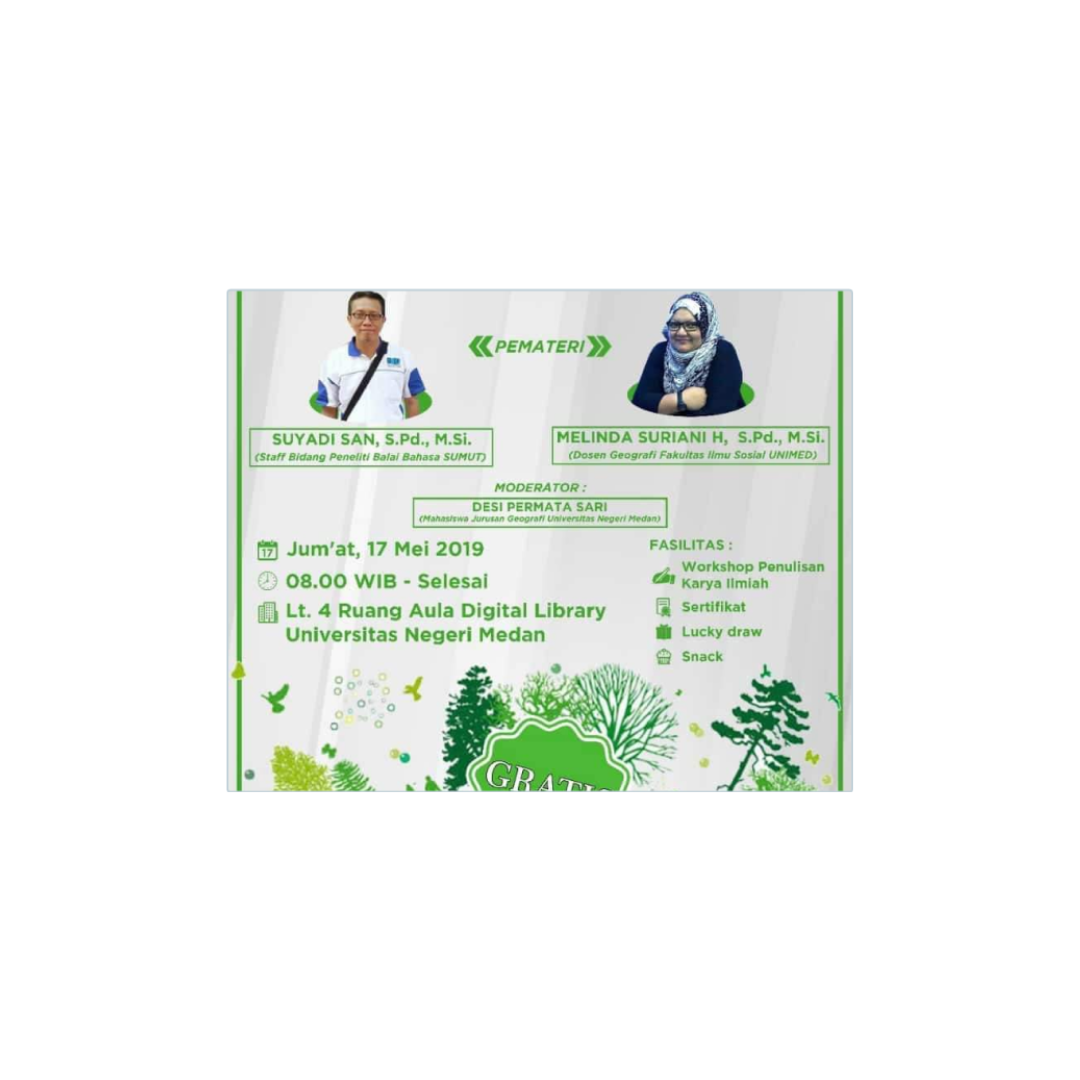 PEMATERI
SUYADI SAN, S.Pd., M.Si.
(Staff Bidang Peneliti Balai Bahasa SUMUT)
MELINDA SURIANI H, S.Pd., M.Si.
(Dosen Geografi Fakultas Ilmu Sosial UNIMED)
MODERATOR :
DESI PERMATA SARI
(Mahasiswa Jurusan Geografi Universitas Negeri Medan)
17
Jum'at, 17 Mei 2019
08.00 WIB - Selesai
Lt. 4 Ruang Aula Digital Library
Universitas Negeri Medan
FASILITAS :
Workshop Penulisan
Karya Ilmiah
Sertifikat
Lucky draw
Snack
GRATIS